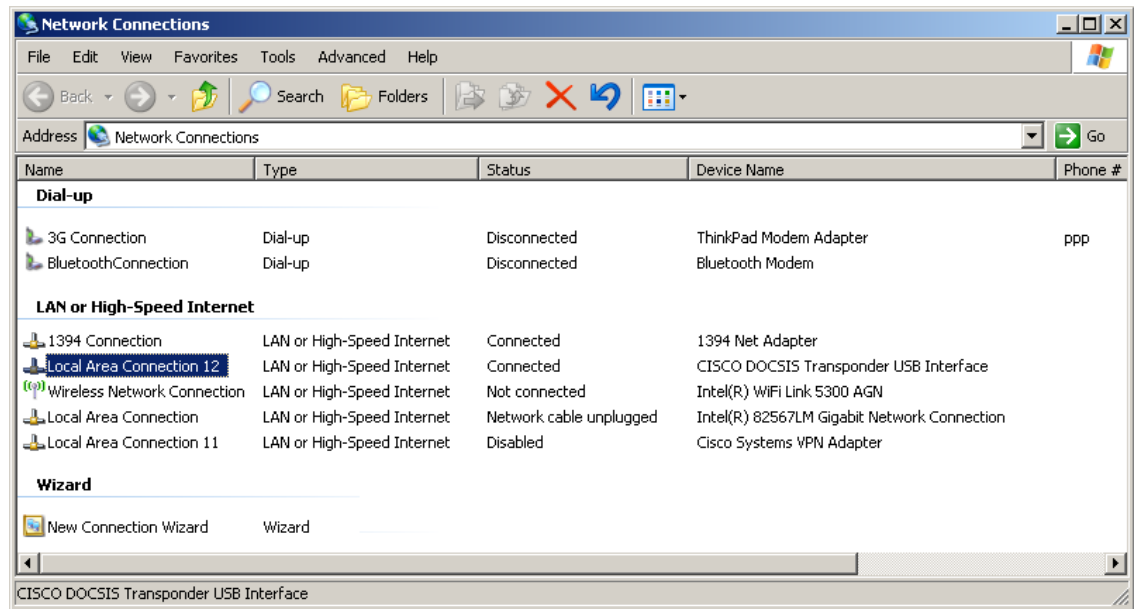 Network Connections
File Edit View Favorites Tools Advanced Help
Back Search Folders
Address Network Connections Go
Name Type Status Device Name Phone #
Dial-up
3G Connection Dial-up Disconnected ThinkPad Modem Adapter ppp
BluetoothConnection Dial-up Disconnected Bluetooth Modem
LAN or High-Speed Internet
1394 Connection LAN or High-Speed Internet Connected 1394 Net Adapter
Local Area Connection 12 LAN or High-Speed Internet Connected CISCO DOCSIS Transponder USB Interface
Wireless Network Connection LAN or High-Speed Internet Not connected Intel(R) WiFi Link 5300 AGN
Local Area Connection LAN or High-Speed Internet Network cable unplugged Intel(R) 82567LM Gigabit Network Connection
Local Area Connection 11 LAN or High-Speed Internet Disabled Cisco Systems VPN Adapter
Wizard
New Connection Wizard Wizard
CISCO DOCSIS Transponder USB Interface